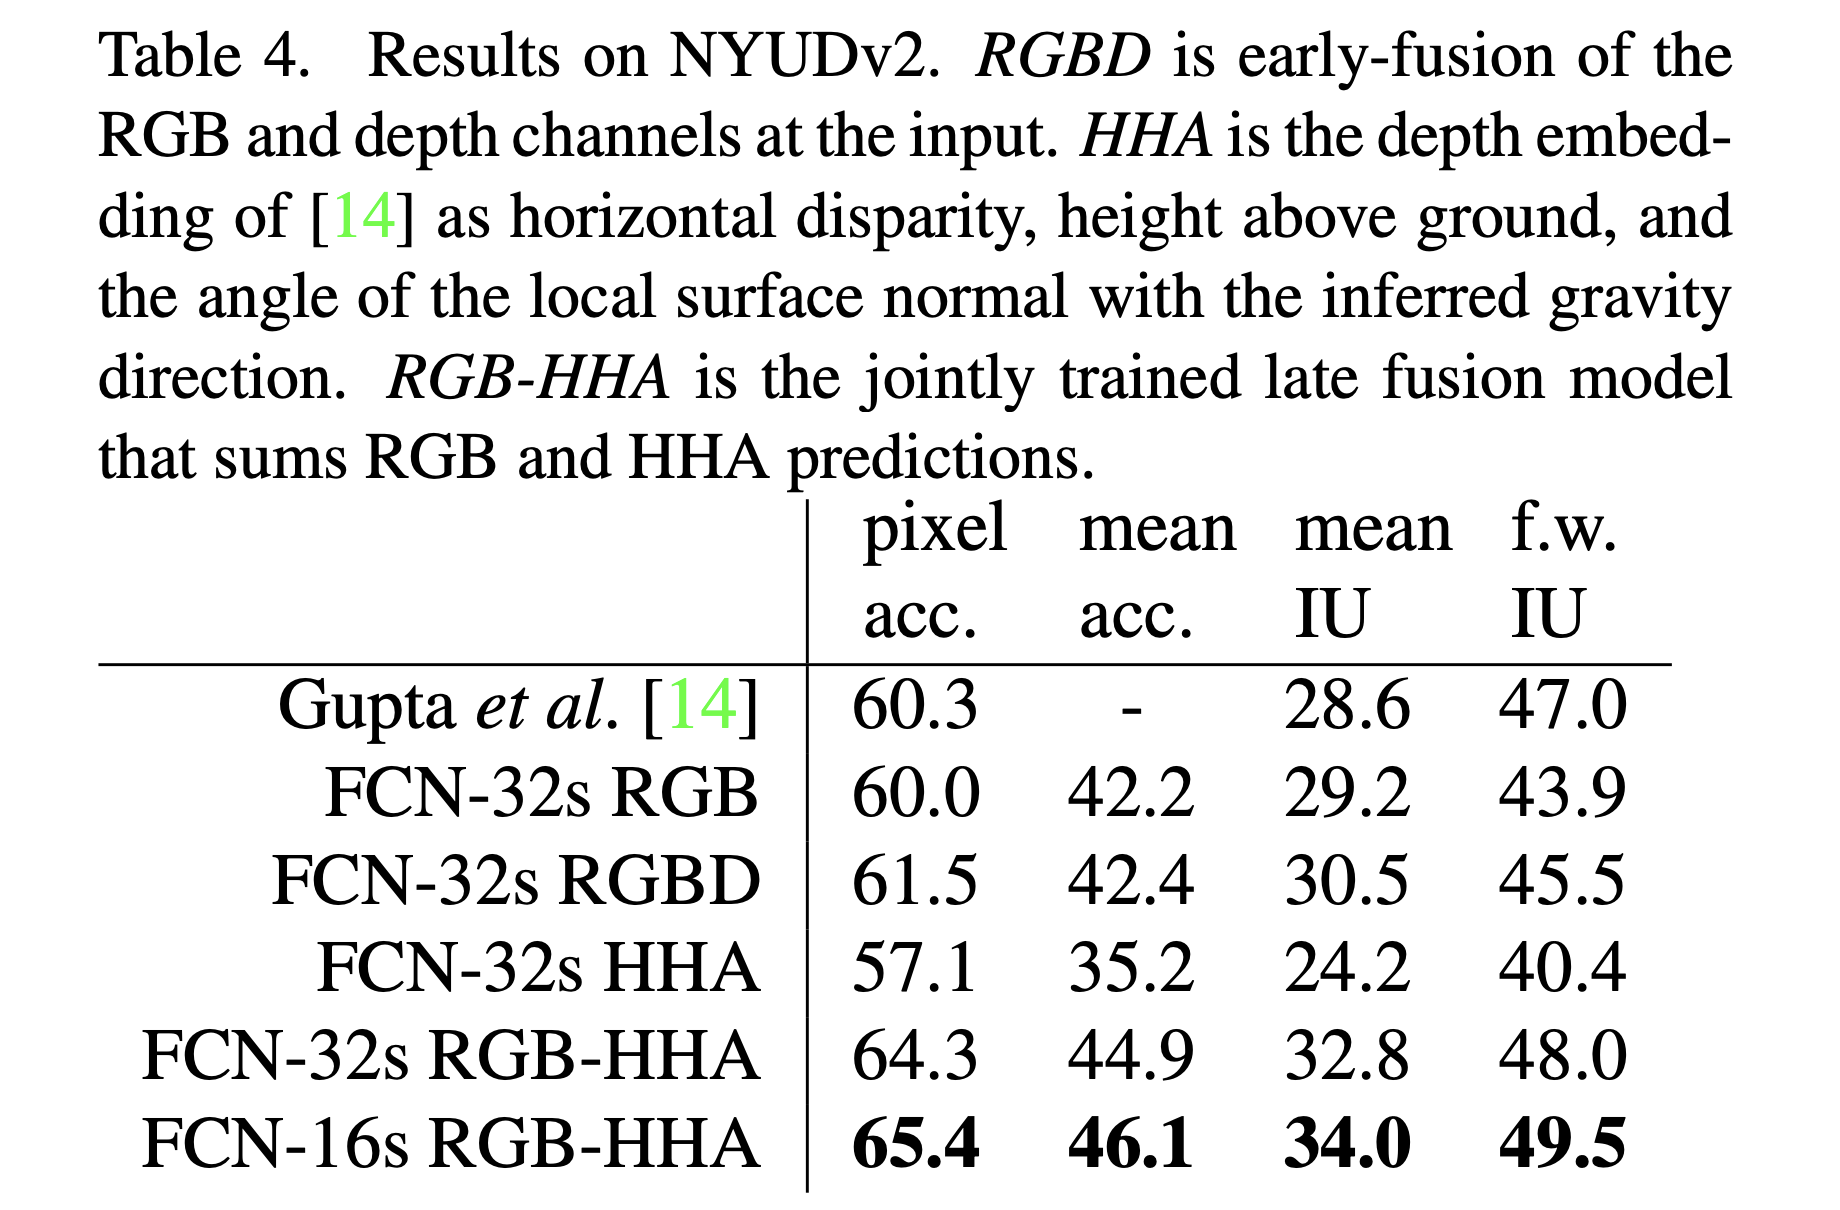 Table 4. Results on NYUDv2. RGBD is early-fusion of the
RGB and depth channels at the input. HHA is the depth embed-
ding of [14] as horizontal disparity, height above ground, and
the angle of the local surface normal with the inferred gravity
direction. RGB-HHA is the jointly trained late fusion model
that sums RGB and HHA predictions.
pixel mean mean f.w.
acc. acc. IU IU
Gupta et al. [14] 60.3 - 28.6 47.0
FCN-32s RGB 60.0 42.2 29.2 43.9
FCN-32s RGBD 61.5 42.4 30.5 45.5
FCN-32s HHA 57.1 35.2 24.2 40.4
FCN-32s RGB-HHA 64.3 44.9 32.8 48.0
FCN-16s RGB-HHA 65.4 46.1 34.0 49.5